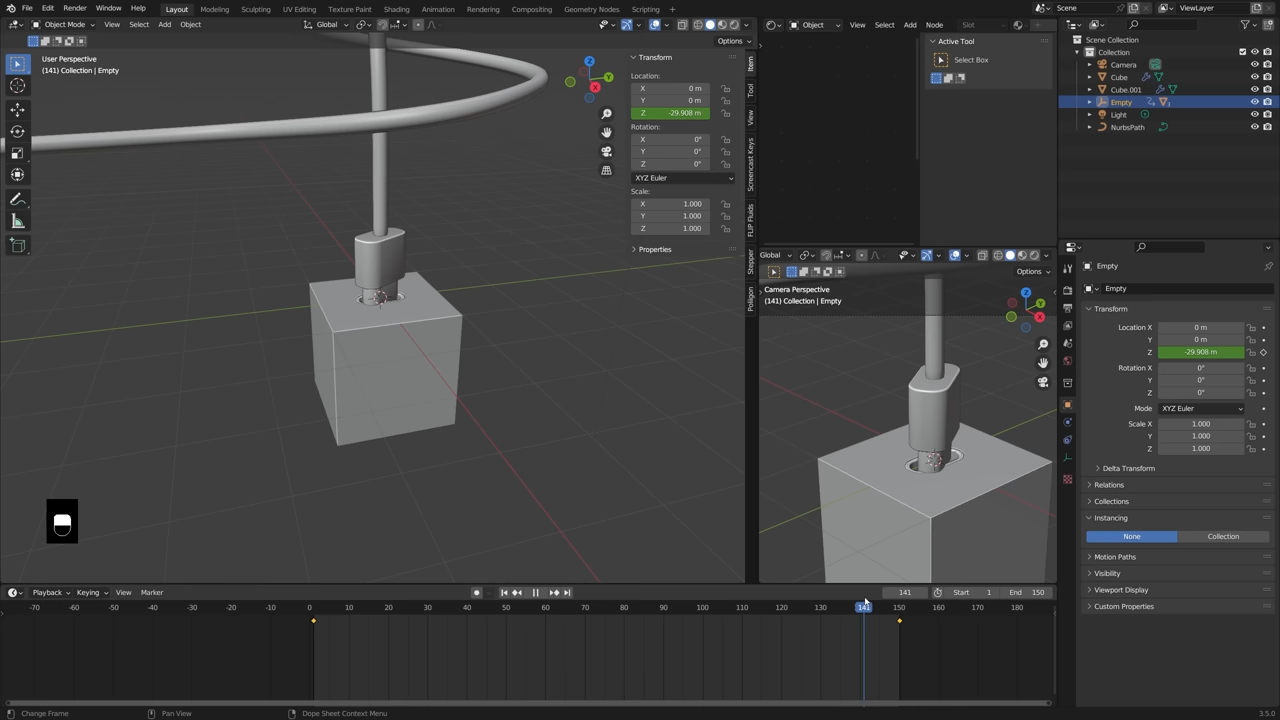 File Edit Render Window Help Layout Modeling Sculpting UV Editing Texture Paint Shading Animation Rendering Compositing Geometry Nodes Scripting Scene ViewLayer
Object Mode View Select Add Object Global Object View Select Add Node Slot
Options
User Perspective
(141) Collection | Empty
Transform
Location:
X 0 m
Y 0 m
Z -29.908 m
Rotation:
X 0°
Y 0°
Z 0°
XYZ Euler
Scale:
X 1.000
Y 1.000
Z 1.000
Properties
Item
Tool
View
Screencast Keys
FLIP Fluids
Stepper
Poliigon
Active Tool
Select Box
Global
Options
Camera Perspective
(141) Collection | Empty
Scene Collection
Collection
Camera
Cube
Cube.001
Empty
Light
NurbsPath
Empty
Empty
Transform
Location X 0 m
Y 0 m
Z -29.908 m
Rotation X 0°
Y 0°
Z 0°
Mode XYZ Euler
Scale X 1.000
Y 1.000
Z 1.000
Delta Transform
Relations
Collections
Instancing
None Collection
Motion Paths
Visibility
Viewport Display
Custom Properties
Playback Keying View Marker 141 Start 1 End 150
-70 -60 -50 -40 -30 -20 -10 0 10 20 30 40 50 60 70 80 90 100 110 120 130 141 150 160 170 180
Change Frame Pan View Dope Sheet Context Menu 3.5.0